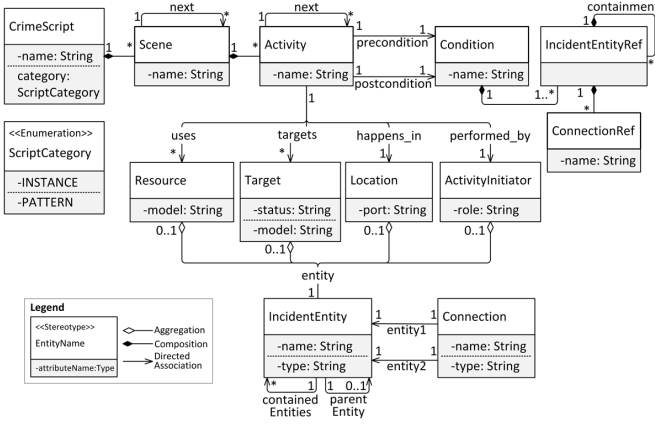 next
next
containment
CrimeScript
-name: String
category:
ScriptCategory
1
*
1
*
Scene
-name: String
1
*
1
*
Activity
-name: String
1
1
precondition
1
1
postcondition
Condition
-name: String
1
1..*
1
*
IncidentEntityRef
1
*
ConnectionRef
-name: String
<<Enumeration>>
ScriptCategory
-INSTANCE
-PATTERN
1
uses
targets
happens_in
performed_by
*
*
1
1
Resource
-model: String
Target
-status: String
-model: String
Location
-port: String
ActivityInitiator
-role: String
0..1
0..1
0..1
0..1
entity
1
IncidentEntity
-name: String
-type: String
1
1
entity1
1
1
entity2
Connection
-name: String
-type: String
*
1
1
0..1
contained
Entities
parent
Entity
Legend
<<Stereotype>>
EntityName
-attributeName:Type
Aggregation
Composition
Directed
Association